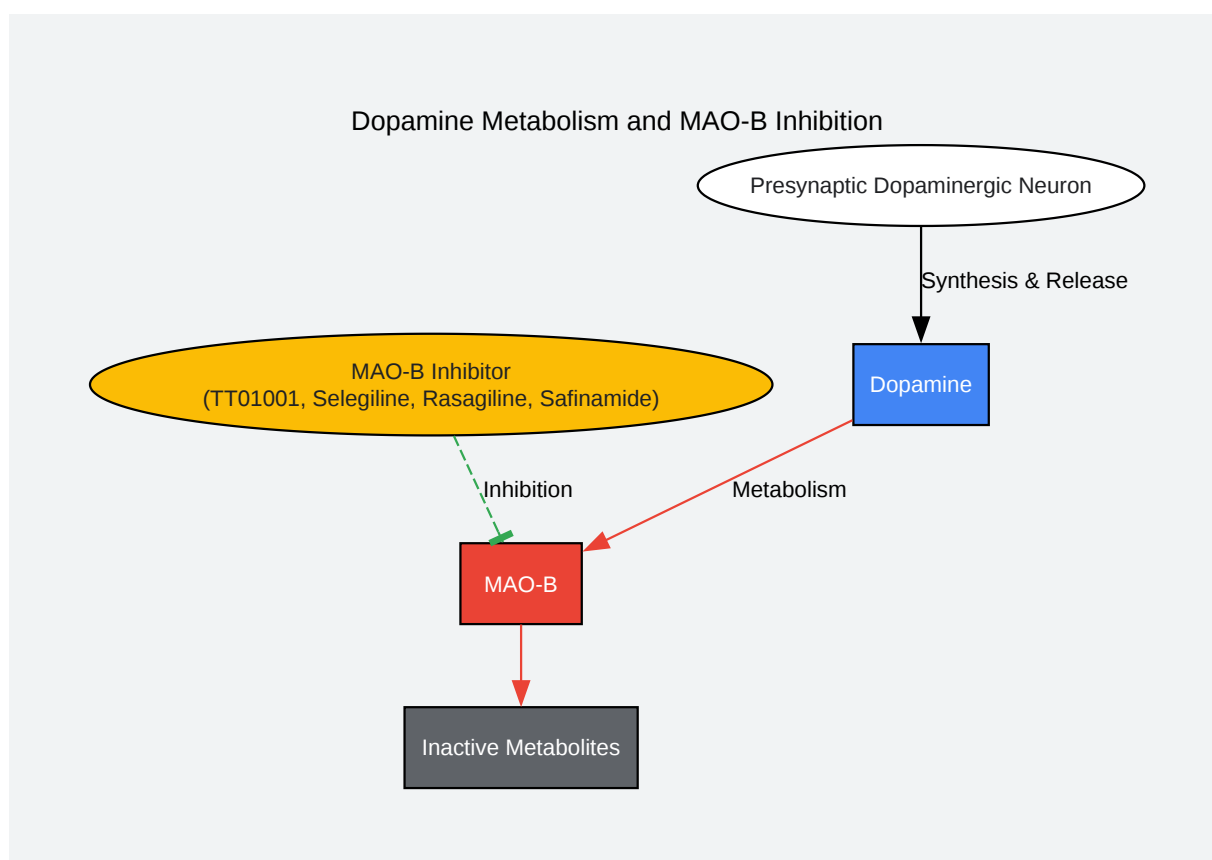 Dopamine Metabolism and MAO-B Inhibition
Presynaptic Dopaminergic Neuron
Synthesis & Release
MAO-B Inhibitor
(TT01001, Selegiline, Rasagiline, Safinamide)
Dopamine
Inhibition
Metabolism
MAO-B
Inactive Metabolites